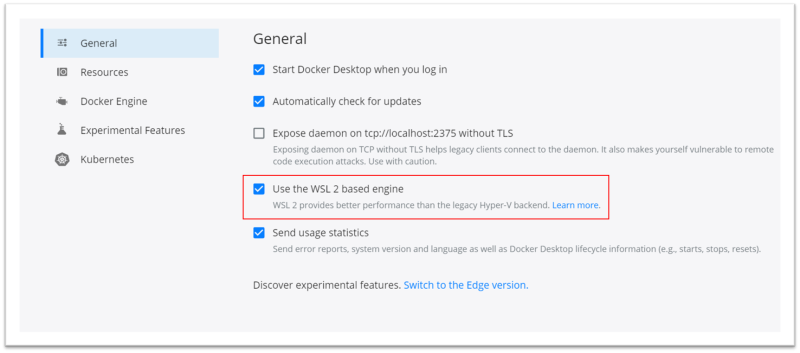 General
Resources
Docker Engine
Experimental Features
Kubernetes
General
Start Docker Desktop when you log in
Automatically check for updates
Expose daemon on tcp://localhost:2375 without TLS
Exposing daemon on TCP without TLS helps legacy clients connect to the daemon. It also makes yourself vulnerable to remote
code execution attacks. Use with caution.
Use the WSL 2 based engine
WSL 2 provides better performance than the legacy Hyper-V backend. Learn more.
Send usage statistics
Send error reports, system version and language as well as Docker Desktop lifecycle information (e.g., starts, stops, resets).
Discover experimental features. Switch to the Edge version.